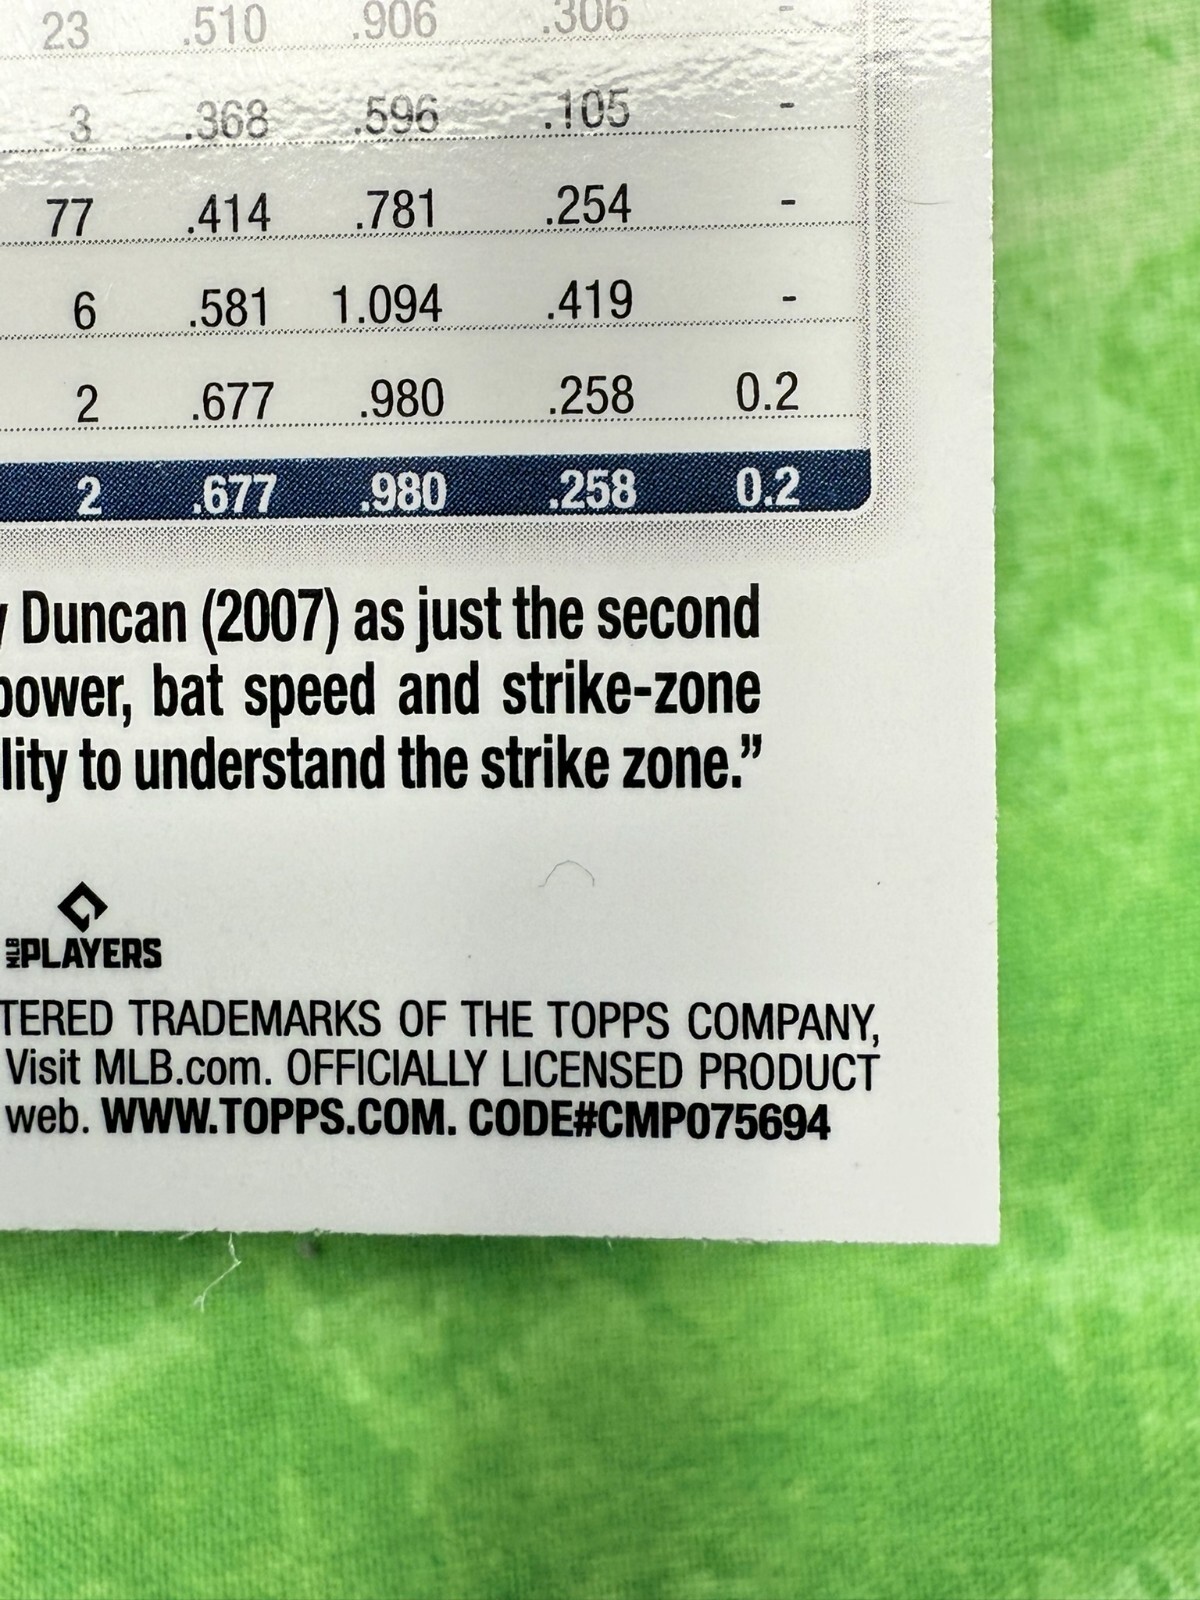 23 .510 .906 .306 -
3 .368 .596 .105 -
77 .414 .781 .254 -
6 .581 1.094 .419 -
2 .677 .980 .258 0.2
2 .677 .980 .258 0.2
y Duncan (2007) as just the second
power, bat speed and strike-zone
lity to understand the strike zone.”
MLB PLAYERS
TERED TRADEMARKS OF THE TOPPS COMPANY,
Visit MLB.com. OFFICIALLY LICENSED PRODUCT
web. WWW.TOPPS.COM. CODE#CMP075694